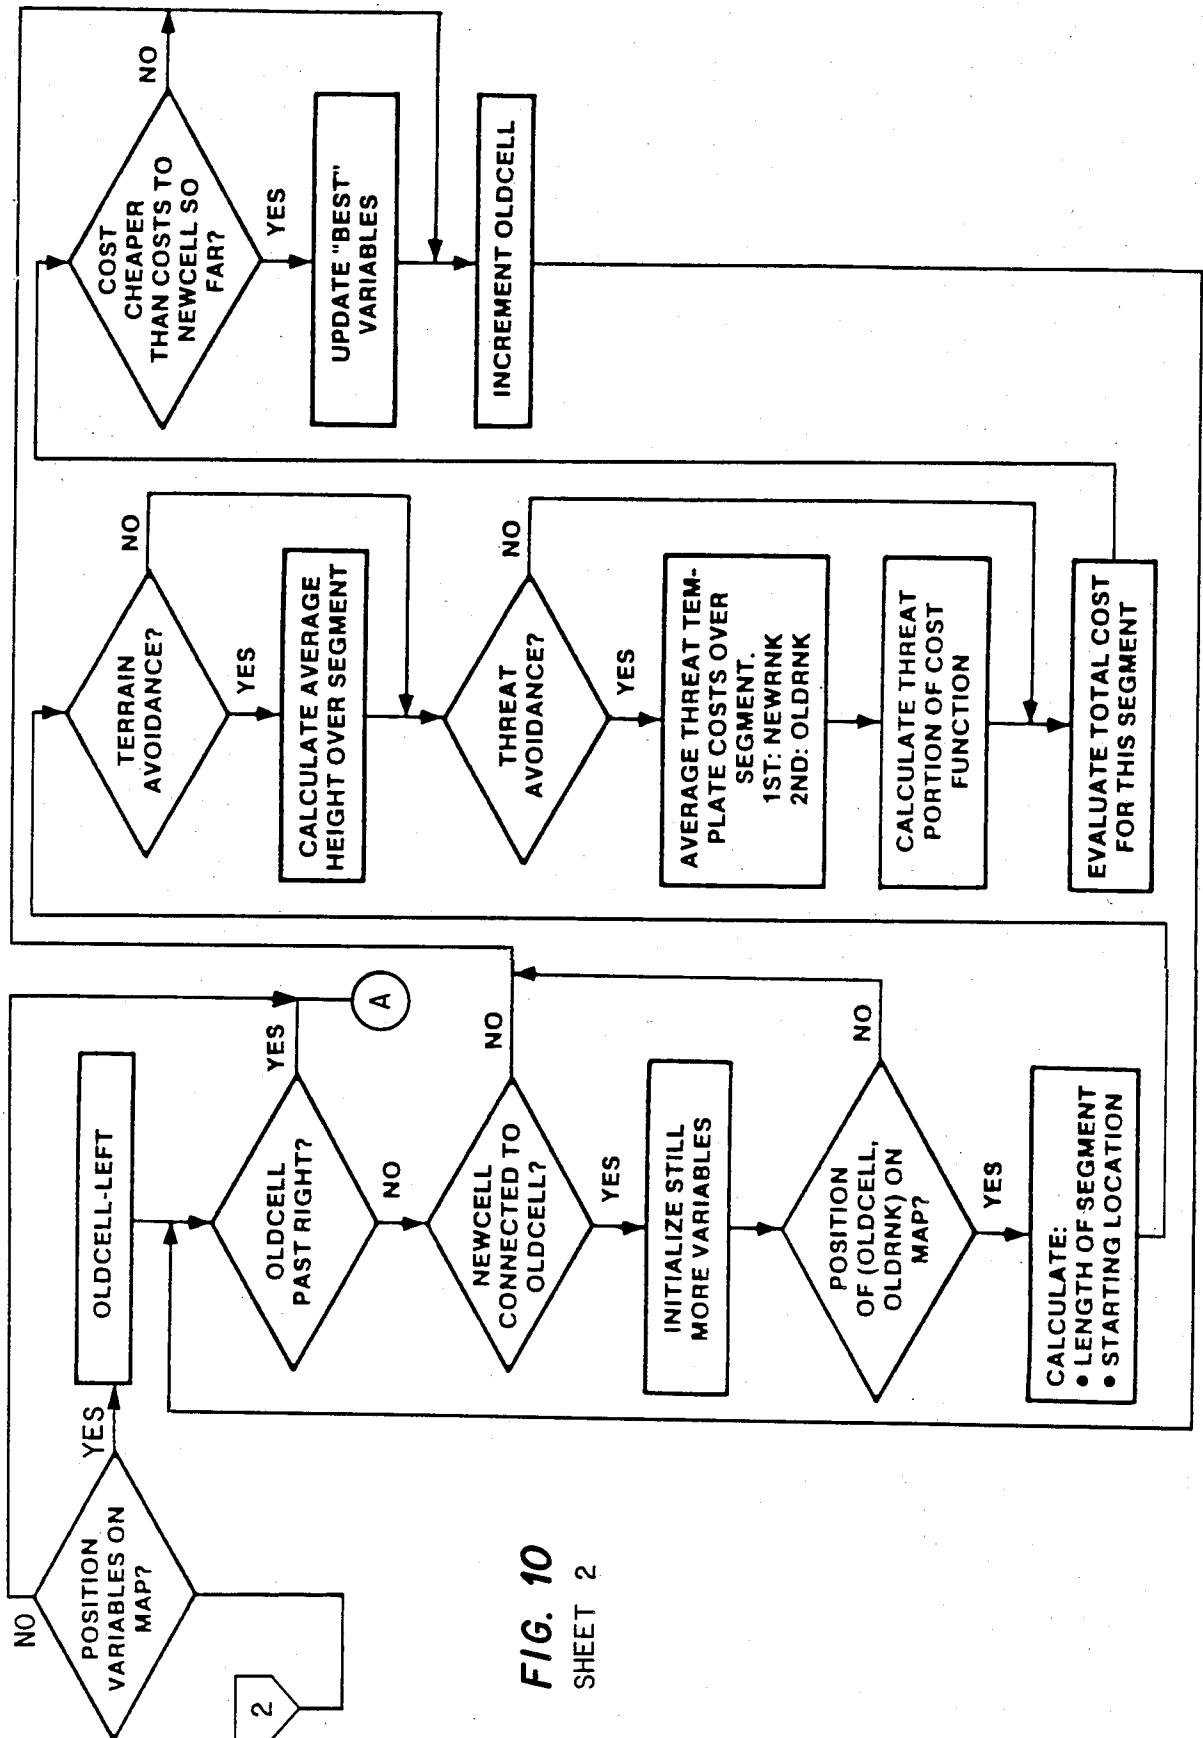 2
POSITION
VARIABLES ON
MAP?
NO
YES
OLDCELL-LEFT
OLDCELL
PAST RIGHT?
YES
A
NO
NEWCELL
CONNECTED TO
OLDCELL?
NO
YES
INITIALIZE STILL
MORE VARIABLES
POSITION
OF (OLDCELL,
OLDRNK) ON
MAP?
NO
YES
CALCULATE:
• LENGTH OF SEGMENT
• STARTING LOCATION
TERRAIN
AVOIDANCE?
NO
YES
CALCULATE AVERAGE
HEIGHT OVER SEGMENT
THREAT
AVOIDANCE?
NO
YES
AVERAGE THREAT TEM-
PLATE COSTS OVER
SEGMENT.
1ST: NEWRNK
2ND: OLDRNK
CALCULATE THREAT
PORTION OF COST
FUNCTION
EVALUATE TOTAL COST
FOR THIS SEGMENT
COST
CHEAPER
THAN COSTS TO
NEWCELL SO
FAR?
NO
YES
UPDATE "BEST"
VARIABLES
INCREMENT OLDCELL
FIG. 10
SHEET 2